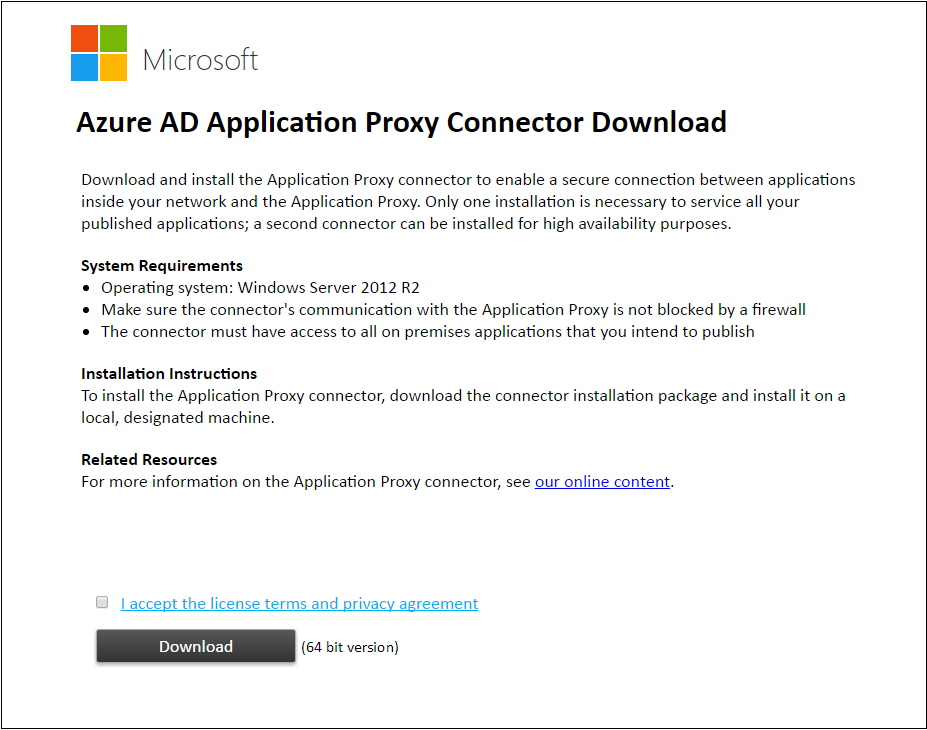 Microsoft
Azure AD Application Proxy Connector Download
Download and install the Application Proxy connector to enable a secure connection between applications
inside your network and the Application Proxy. Only one installation is necessary to service all your
published applications; a second connector can be installed for high availability purposes.
System Requirements
• Operating system: Windows Server 2012 R2
• Make sure the connector's communication with the Application Proxy is not blocked by a firewall
• The connector must have access to all on premises applications that you intend to publish
Installation Instructions
To install the Application Proxy connector, download the connector installation package and install it on a
local, designated machine.
Related Resources
For more information on the Application Proxy connector, see our online content.
I accept the license terms and privacy agreement
Download (64 bit version)